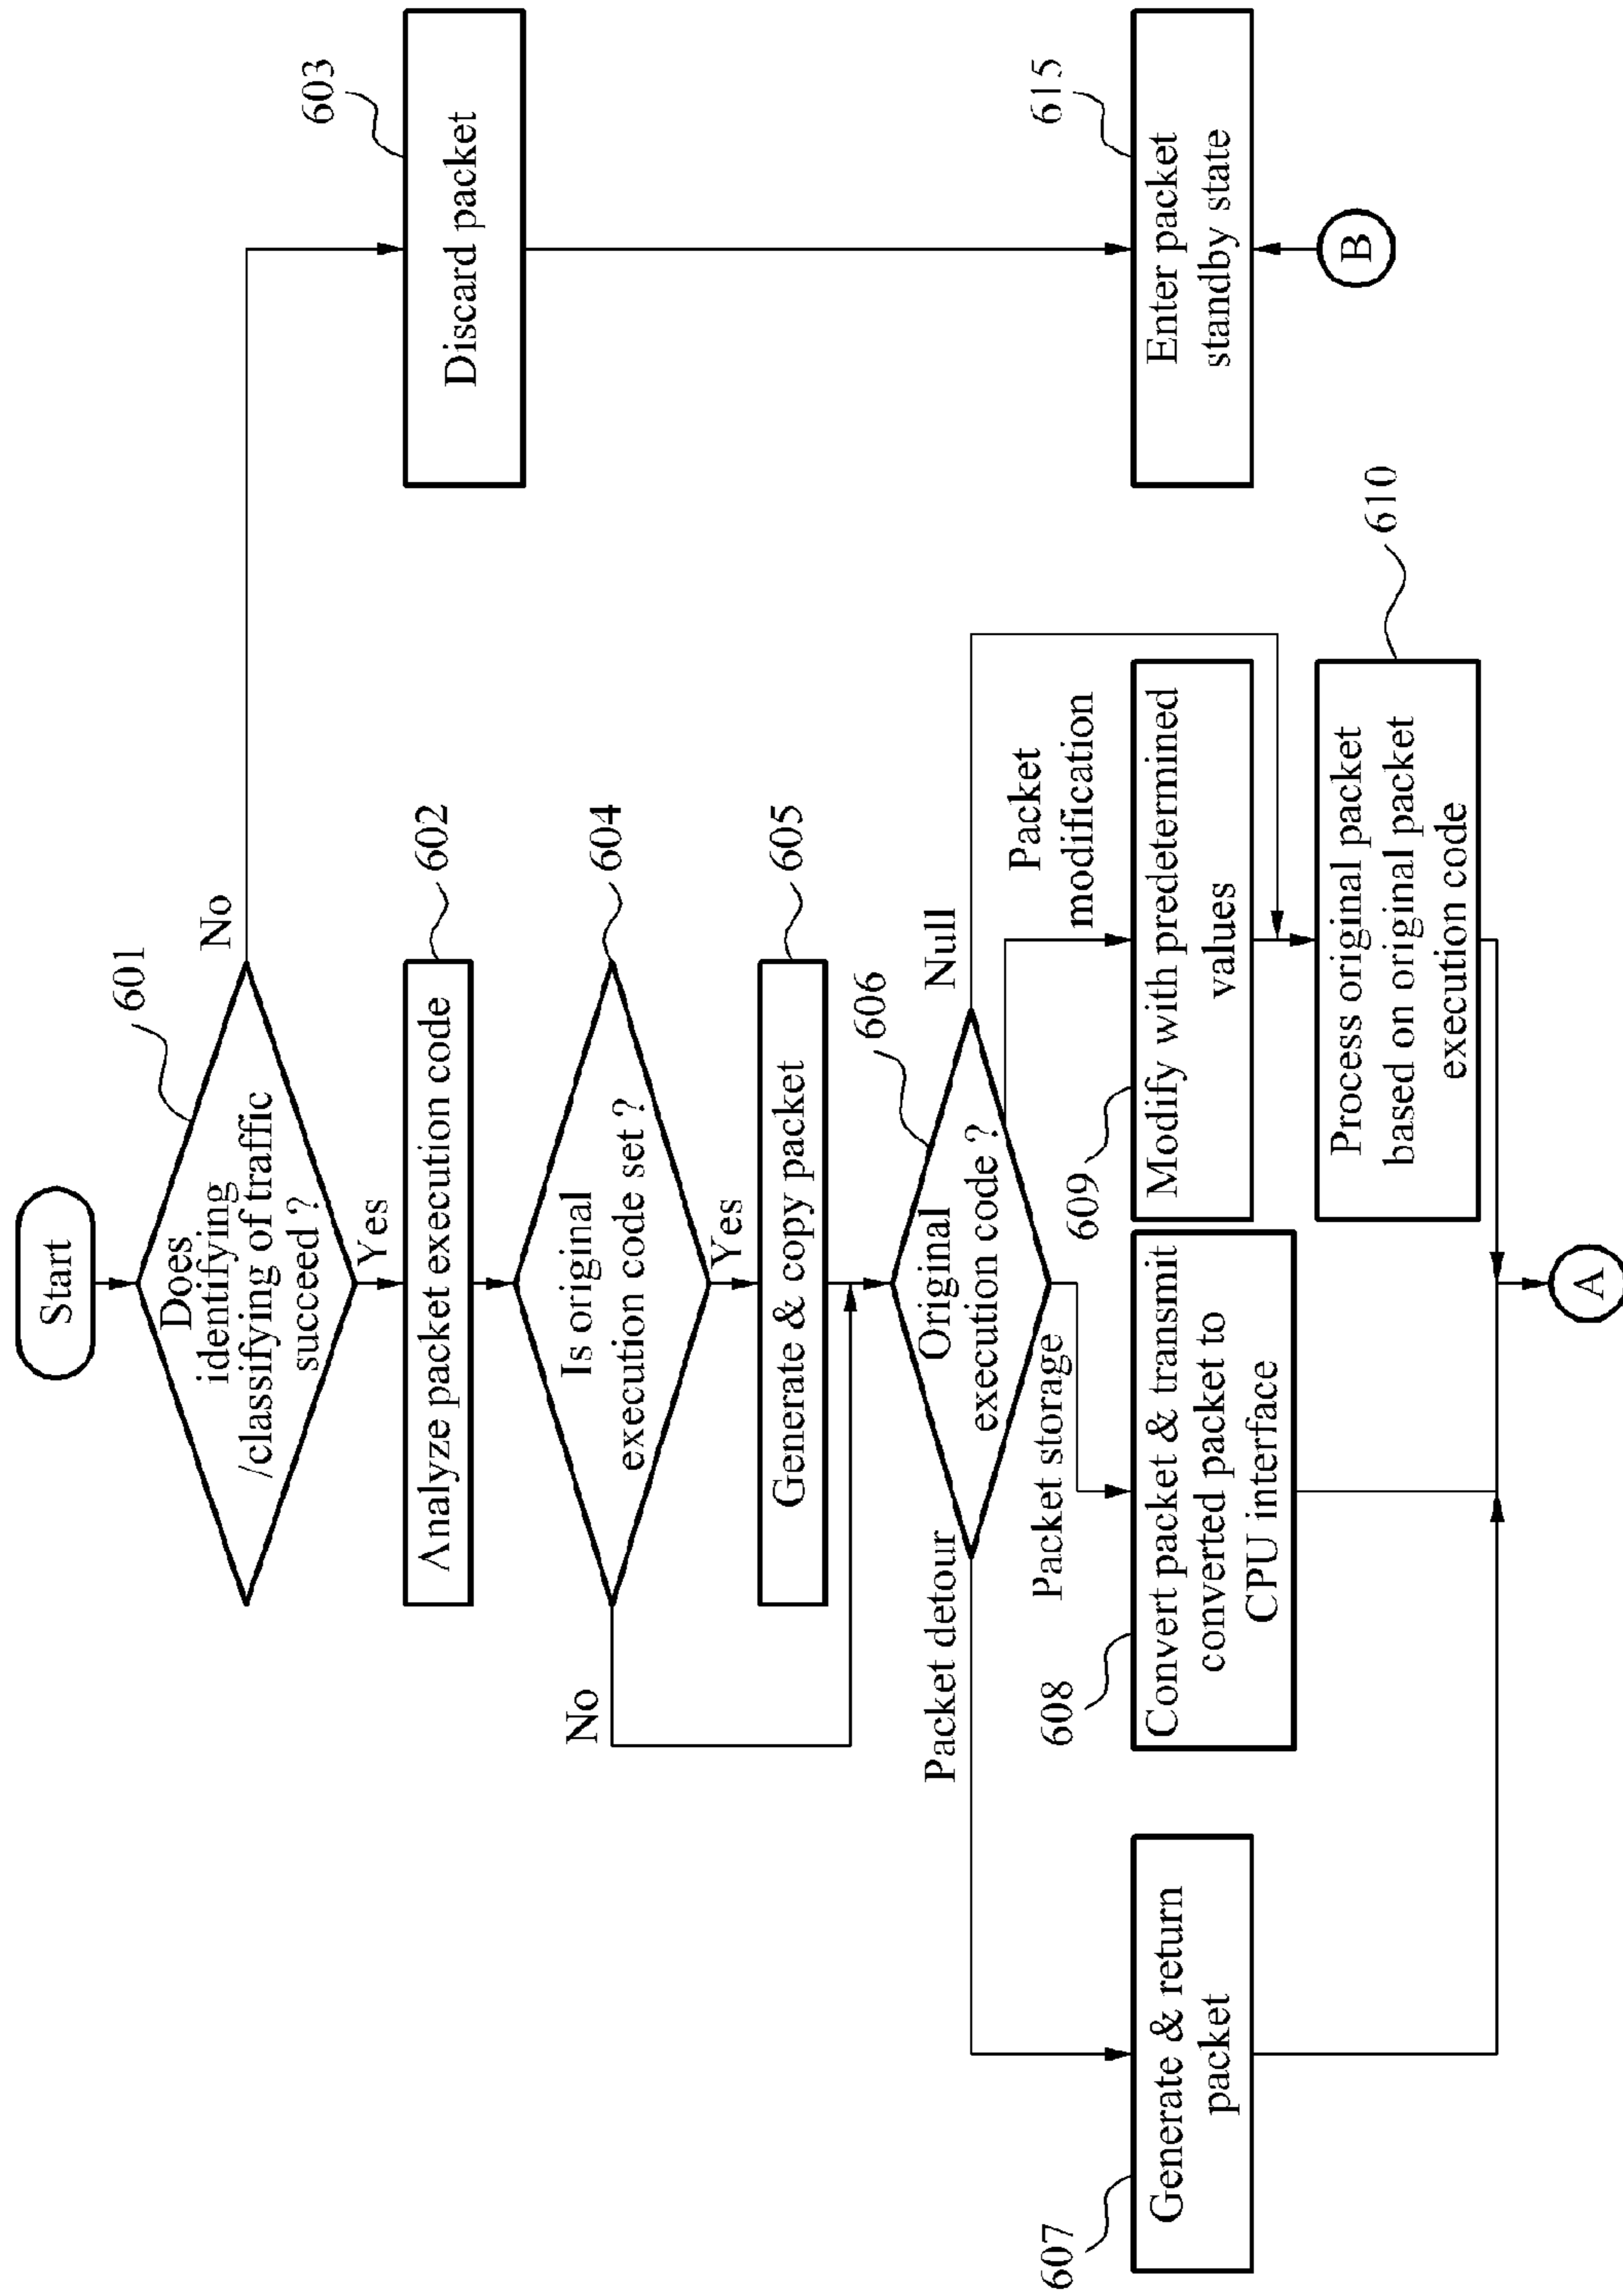 Start
601
Does
identifying
/classifying of traffic
succeed ?
No
Yes
603
Discard packet
602
Analyze packet execution code
604
Is original
execution code set ?
No
Yes
605
Generate & copy packet
606
Original
execution code ?
Packet detour
Packet storage
Null
Packet
modification
607
Generate & return
packet
608
Convert packet & transmit
converted packet to
CPU interface
609
Modify with predetermined
values
615
Enter packet
standby state
610
Process original packet
based on original packet
execution code
B
A